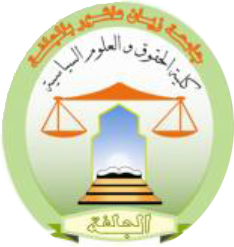 جامعة زيان عاشور بالجلفة
كلية الحقوق و العلوم السياسية
الجلفة